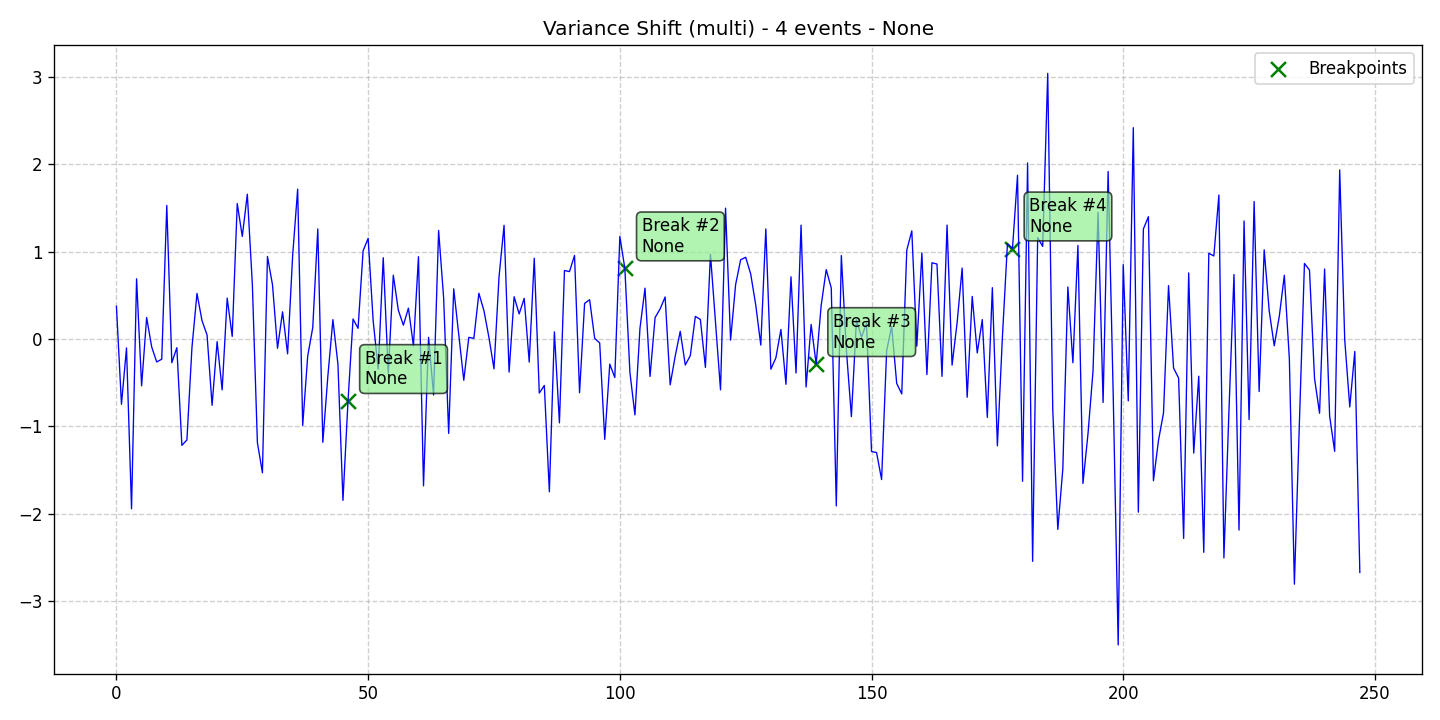 Variance Shift (multi) - 4 events - None
Breakpoints
3
2
1
0
−1
−2
−3
Break #1
None
Break #2
None
Break #3
None
Break #4
None
0
50
100
150
200
250